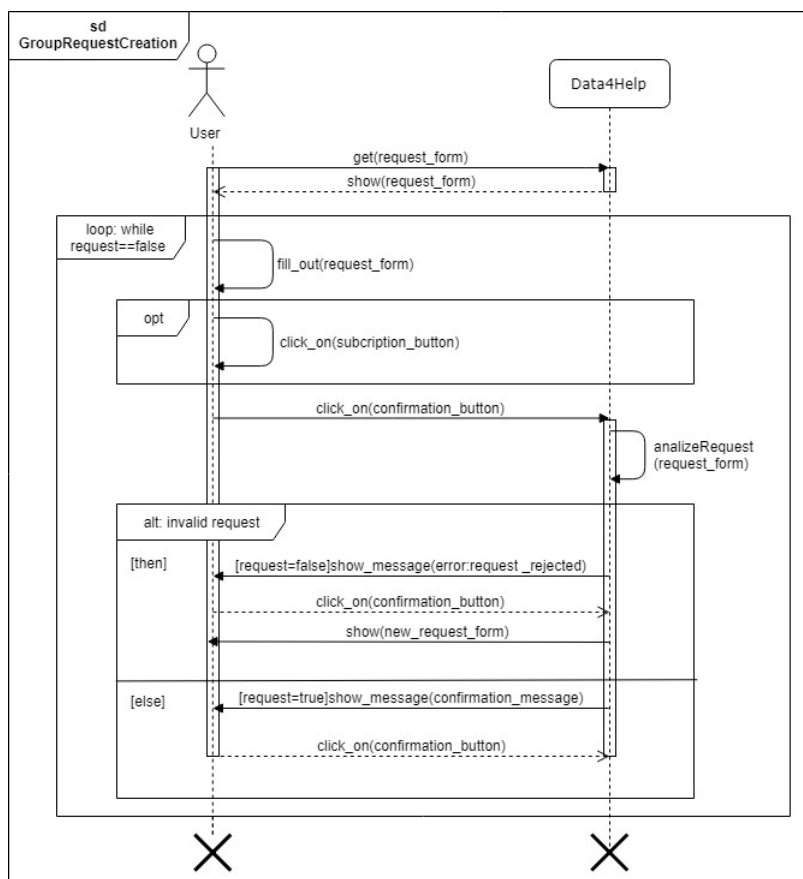 sd
GroupRequestCreation
Data4Help
User
get(request_form)
show(request_form)
loop: while
request==false
fill_out(request_form)
opt
click_on(subcription_button)
click_on(confirmation_button)
analizeRequest
(request_form)
alt: invalid request
[then]
[request=false]show_message(error:request _rejected)
click_on(confirmation_button)
show(new_request_form)
[else]
[request=true]show_message(confirmation_message)
click_on(confirmation_button)